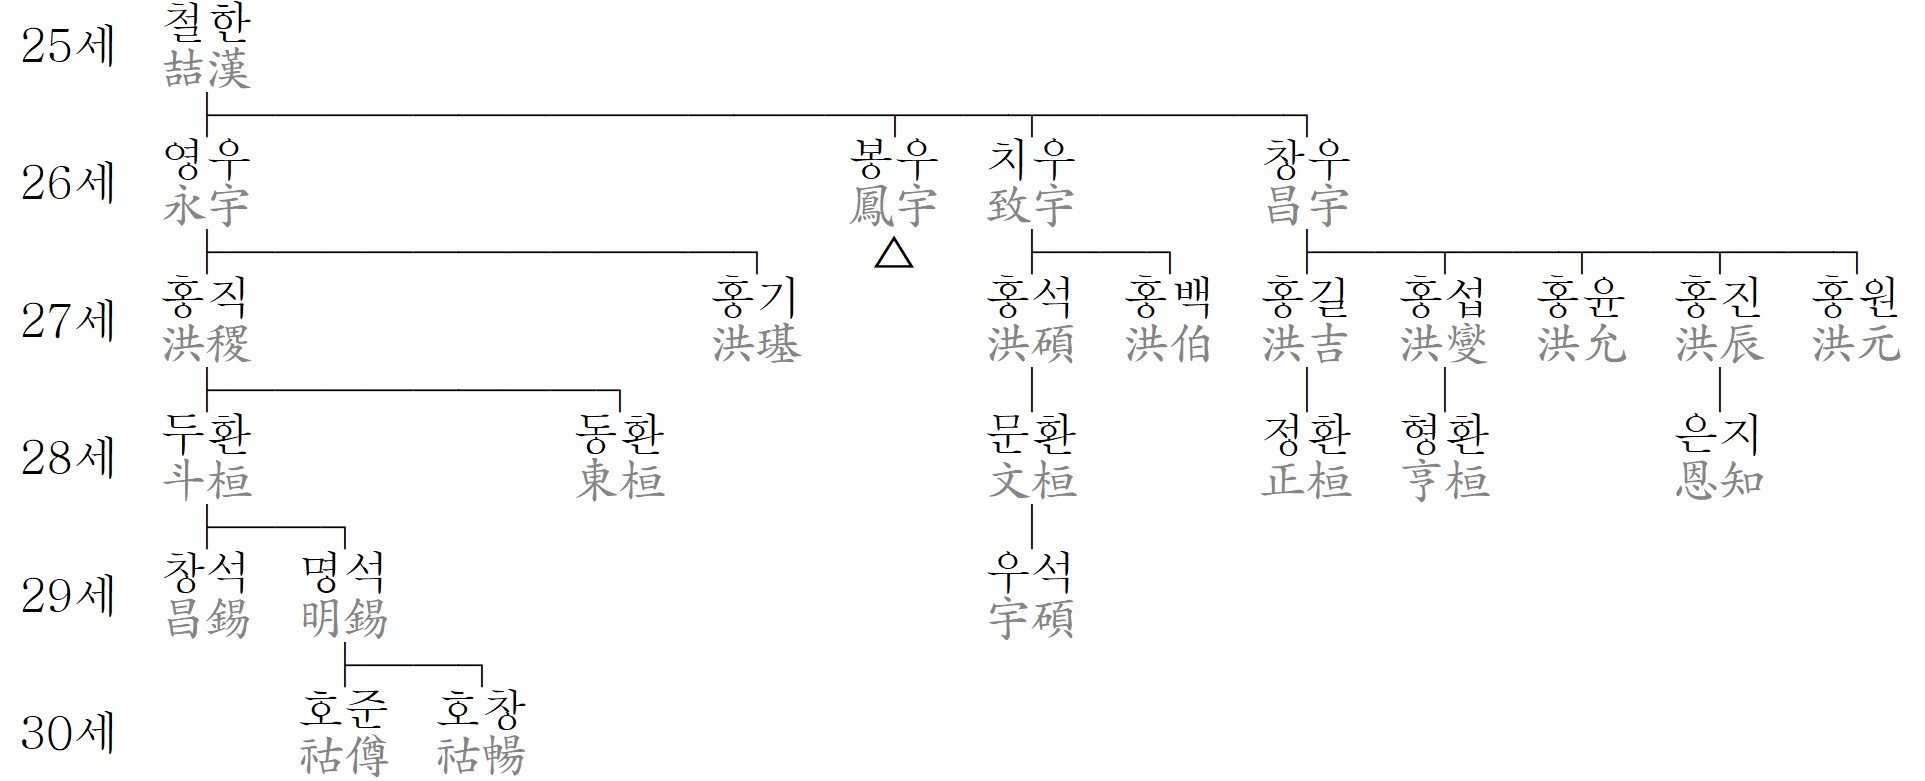 25세 철한
喆漢
26세 영우 봉우 치우 창우
永宇 鳳宇 致宇 昌宇
27세 홍직 홍기 홍석 홍백 홍길 홍섭 홍윤 홍진 홍원
洪稷 洪璂 洪碩 洪伯 洪吉 洪燮 洪允 洪辰 洪元
28세 두환 동환 문환 정환 형환 은지
斗桓 東桓 文桓 正桓 亨桓 恩知
29세 창석 명석 우석
昌錫 明錫 宇碩
30세 호준 호창
祜僔 祜暢